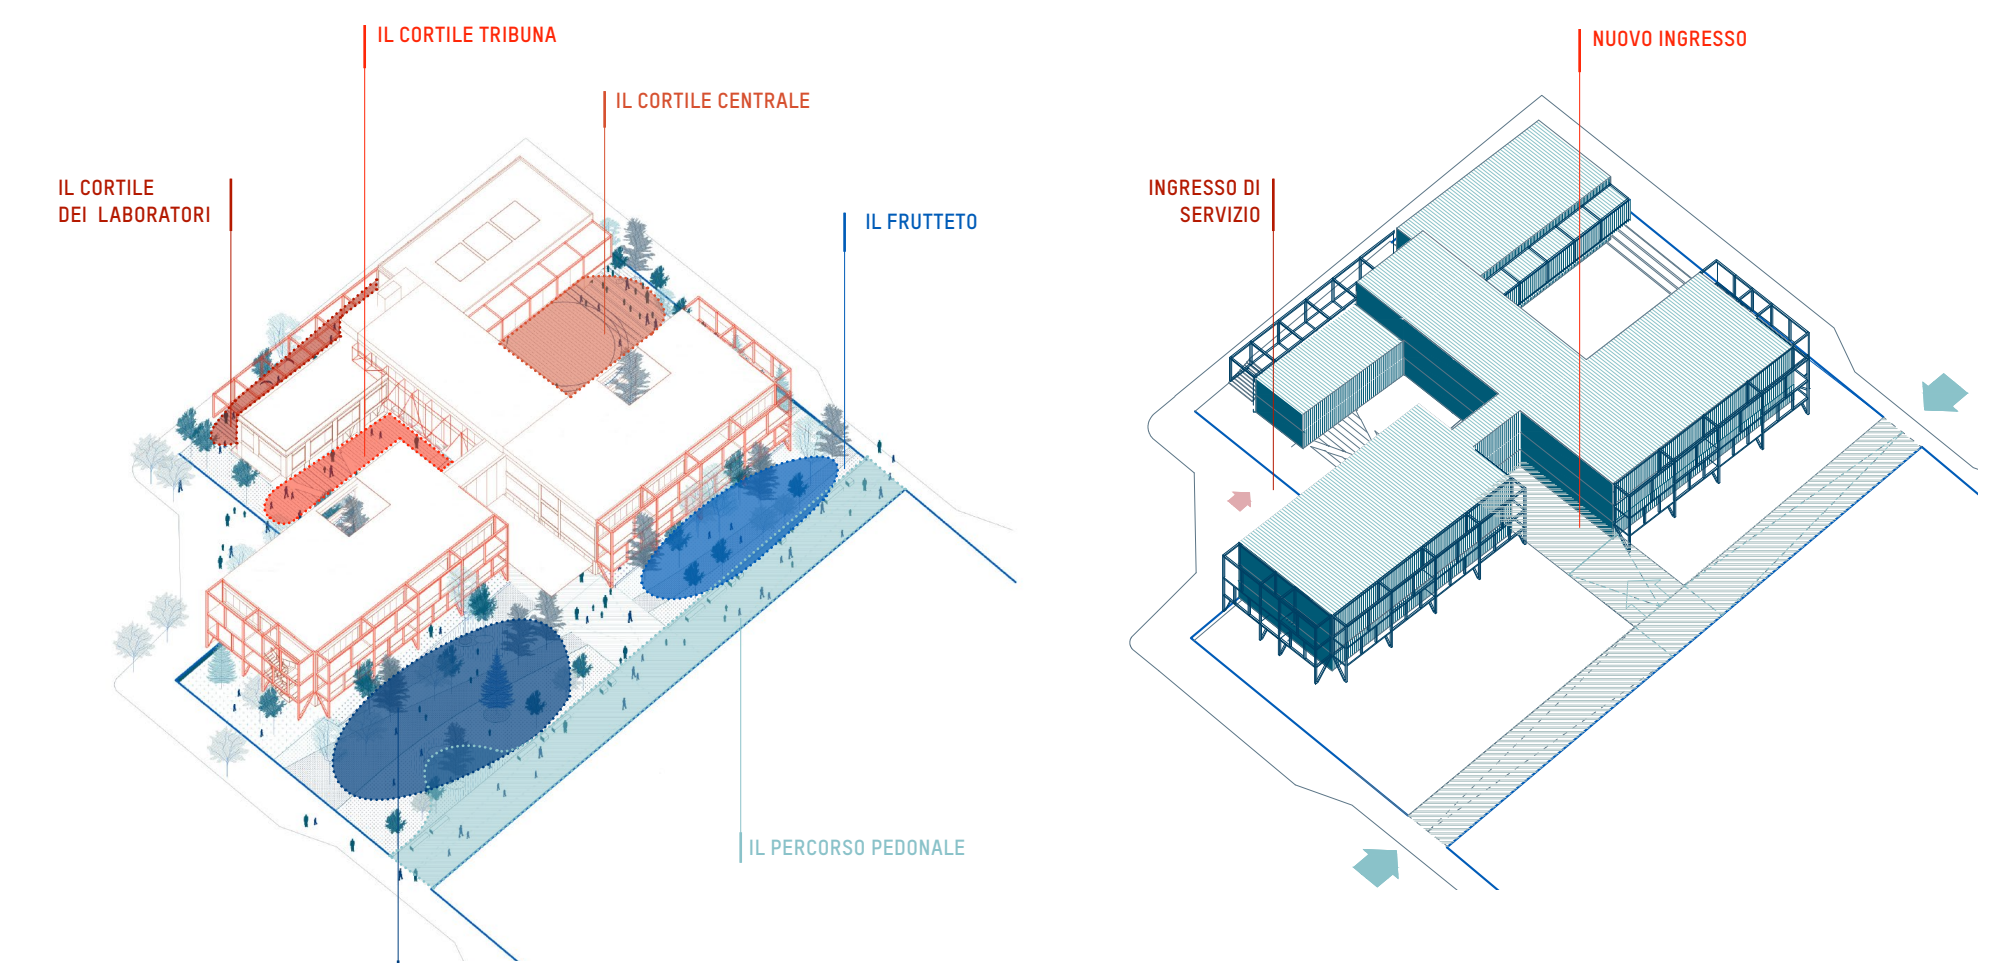 IL CORTILE TRIBUNA
IL CORTILE CENTRALE
IL CORTILE
DEI LABORATORI
IL FRUTTETO
IL PERCORSO PEDONALE
NUOVO INGRESSO
INGRESSO DI
SERVIZIO